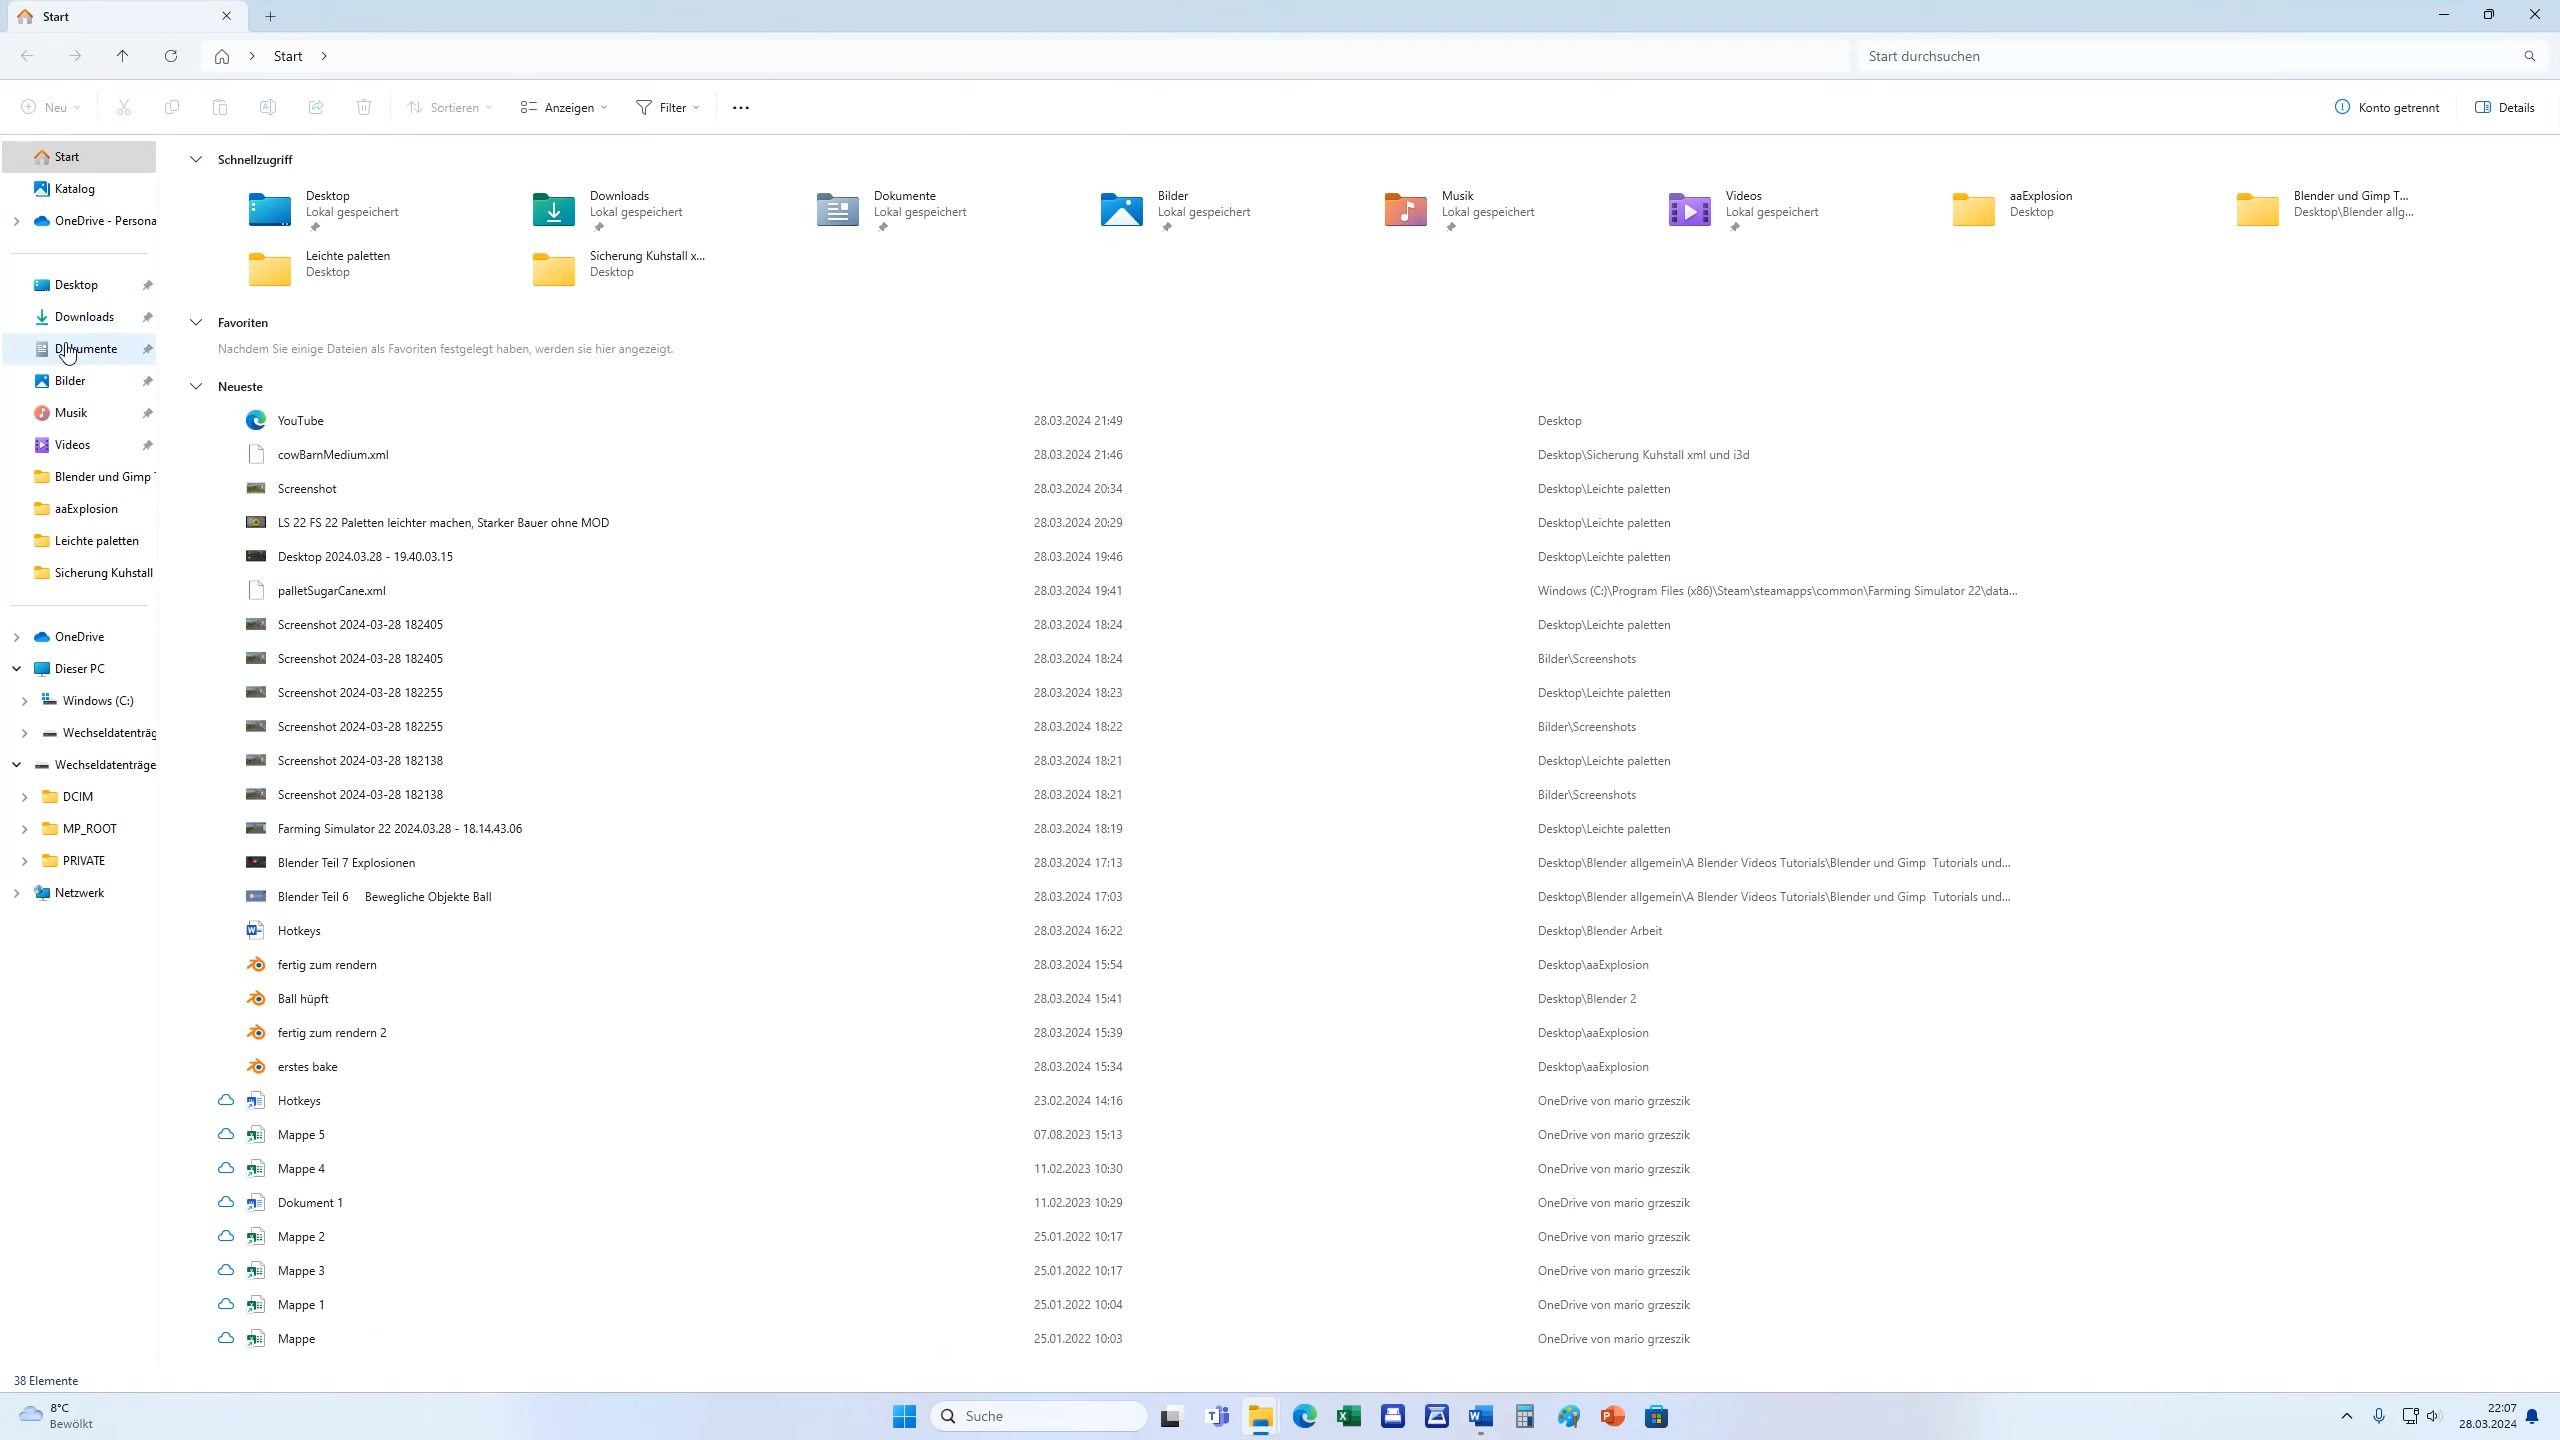 Start
Start
Start durchsuchen
Neu
Sortieren
Anzeigen
Filter
Konto getrennt
Details
Start
Katalog
OneDrive - Persona
Desktop
Downloads
Bilder
Musik
Videos
Blender und Gimp T
aaExplosion
Leichte paletten
Sicherung Kuhstall
OneDrive
Dieser PC
Windows (C:)
Wechseldatenträg
Wechseldatenträge
DCIM
MP_ROOT
PRIVATE
Netzwerk
Schnellzugriff
Desktop
Lokal gespeichert
Downloads
Lokal gespeichert
Dokumente
Lokal gespeichert
Bilder
Lokal gespeichert
Musik
Lokal gespeichert
Videos
Lokal gespeichert
aaExplosion
Desktop
Blender und Gimp T...
Desktop\Blender allg...
Leichte paletten
Desktop
Sicherung Kuhstall x...
Desktop
Favoriten
Nachdem Sie einige Dateien als Favoriten festgelegt haben, werden sie hier angezeigt.
Neueste
YouTube 28.03.2024 21:49 Desktop
cowBarnMedium.xml 28.03.2024 21:46 Desktop\Sicherung Kuhstall xml und i3d
Screenshot 28.03.2024 20:34 Desktop\Leichte paletten
LS 22 FS 22 Paletten leichter machen, Starker Bauer ohne MOD 28.03.2024 20:29 Desktop\Leichte paletten
Desktop 2024.03.28 - 19.40.03.15 28.03.2024 19:46 Desktop\Leichte paletten
palletSugarCane.xml 28.03.2024 19:41 Windows (C:)\Program Files (x86)\Steam\steamapps\common\Farming Simulator 22\data...
Screenshot 2024-03-28 182405 28.03.2024 18:24 Desktop\Leichte paletten
Screenshot 2024-03-28 182405 28.03.2024 18:24 Bilder\Screenshots
Screenshot 2024-03-28 182255 28.03.2024 18:23 Desktop\Leichte paletten
Screenshot 2024-03-28 182255 28.03.2024 18:22 Bilder\Screenshots
Screenshot 2024-03-28 182138 28.03.2024 18:21 Desktop\Leichte paletten
Screenshot 2024-03-28 182138 28.03.2024 18:21 Bilder\Screenshots
Farming Simulator 22 2024.03.28 - 18.14.43.06 28.03.2024 18:19 Desktop\Leichte paletten
Blender Teil 7 Explosionen 28.03.2024 17:13 Desktop\Blender allgemein\A Blender Videos Tutorials\Blender und Gimp Tutorials und...
Blender Teil 6 Bewegliche Objekte Ball 28.03.2024 17:03 Desktop\Blender allgemein\A Blender Videos Tutorials\Blender und Gimp Tutorials und...
Hotkeys 28.03.2024 16:22 Desktop\Blender Arbeit
fertig zum rendern 28.03.2024 15:54 Desktop\aaExplosion
Ball hüpft 28.03.2024 15:41 Desktop\Blender 2
fertig zum rendern 2 28.03.2024 15:39 Desktop\aaExplosion
erstes bake 28.03.2024 15:34 Desktop\aaExplosion
Hotkeys 23.02.2024 14:16 OneDrive von mario grzeszik
Mappe 5 07.08.2023 15:13 OneDrive von mario grzeszik
Mappe 4 11.02.2023 10:30 OneDrive von mario grzeszik
Dokument 1 11.02.2023 10:29 OneDrive von mario grzeszik
Mappe 2 25.01.2022 10:17 OneDrive von mario grzeszik
Mappe 3 25.01.2022 10:17 OneDrive von mario grzeszik
Mappe 1 25.01.2022 10:04 OneDrive von mario grzeszik
Mappe 25.01.2022 10:03 OneDrive von mario grzeszik
38 Elemente
8°C
Bewölkt
Suche
22:07
28.03.2024